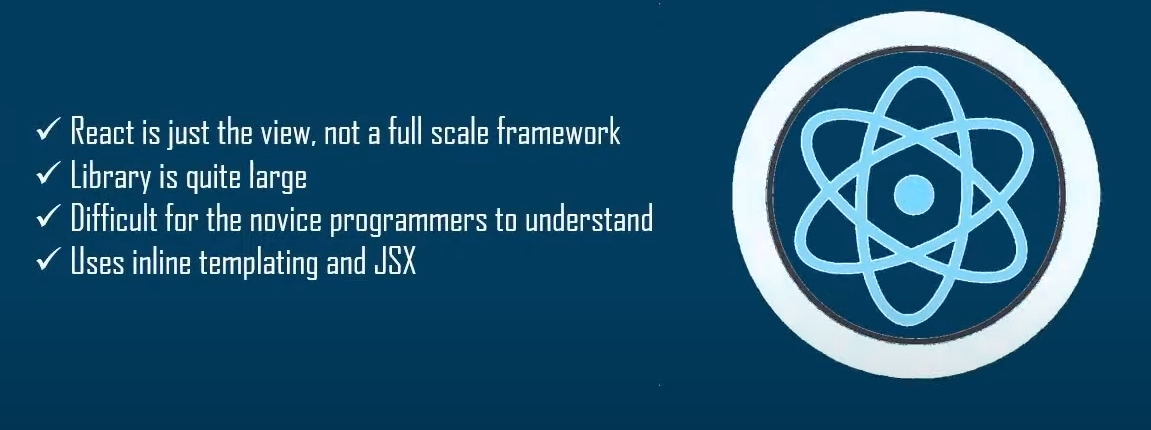 ✓ React is just the view, not a full scale framework
✓ Library is quite large
✓ Difficult for the novice programmers to understand
✓ Uses inline templating and JSX